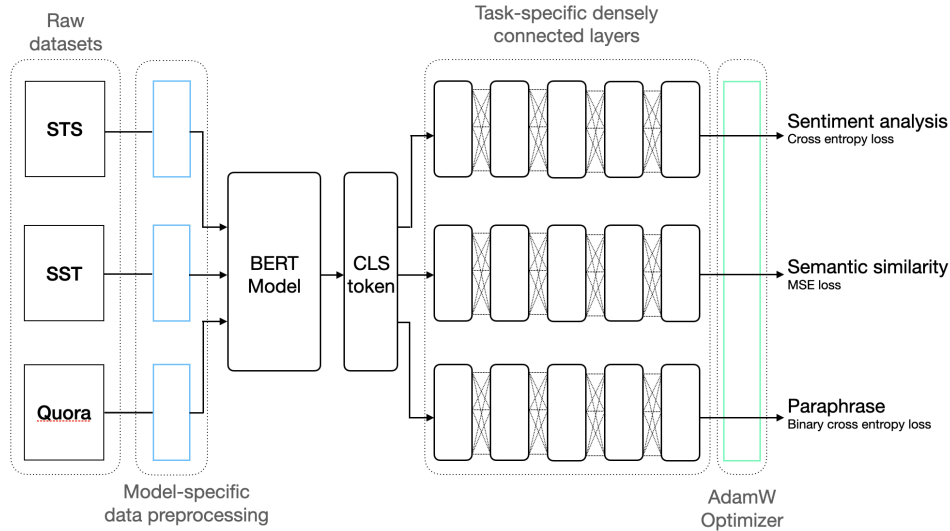 Raw
datasets
Task-specific densely
connected layers
STS
SST
Quora
BERT
Model
CLS
token
Sentiment analysis
Cross entropy loss
Semantic similarity
MSE loss
Paraphrase
Binary cross entropy loss
Model-specific
data preprocessing
AdamW
Optimizer